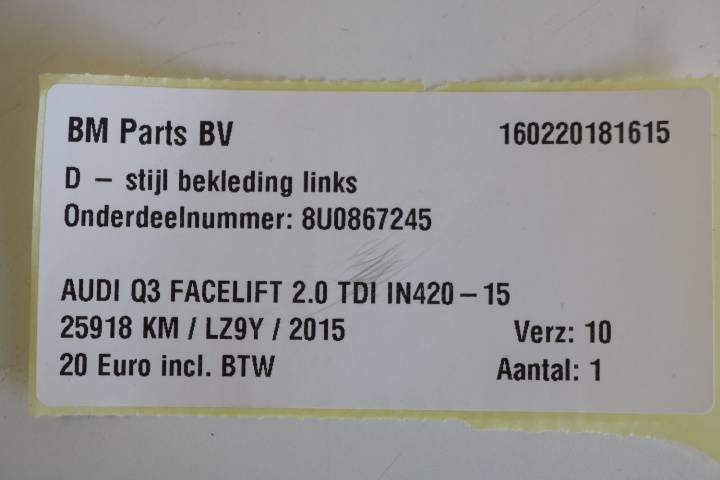 BM Parts BV 160220181615
D – stijl bekleding links
Onderdeelnummer: 8U0867245
AUDI Q3 FACELIFT 2.0 TDI IN420 – 15
25918 KM / LZ9Y / 2015 Verz: 10
20 Euro incl. BTW Aantal: 1